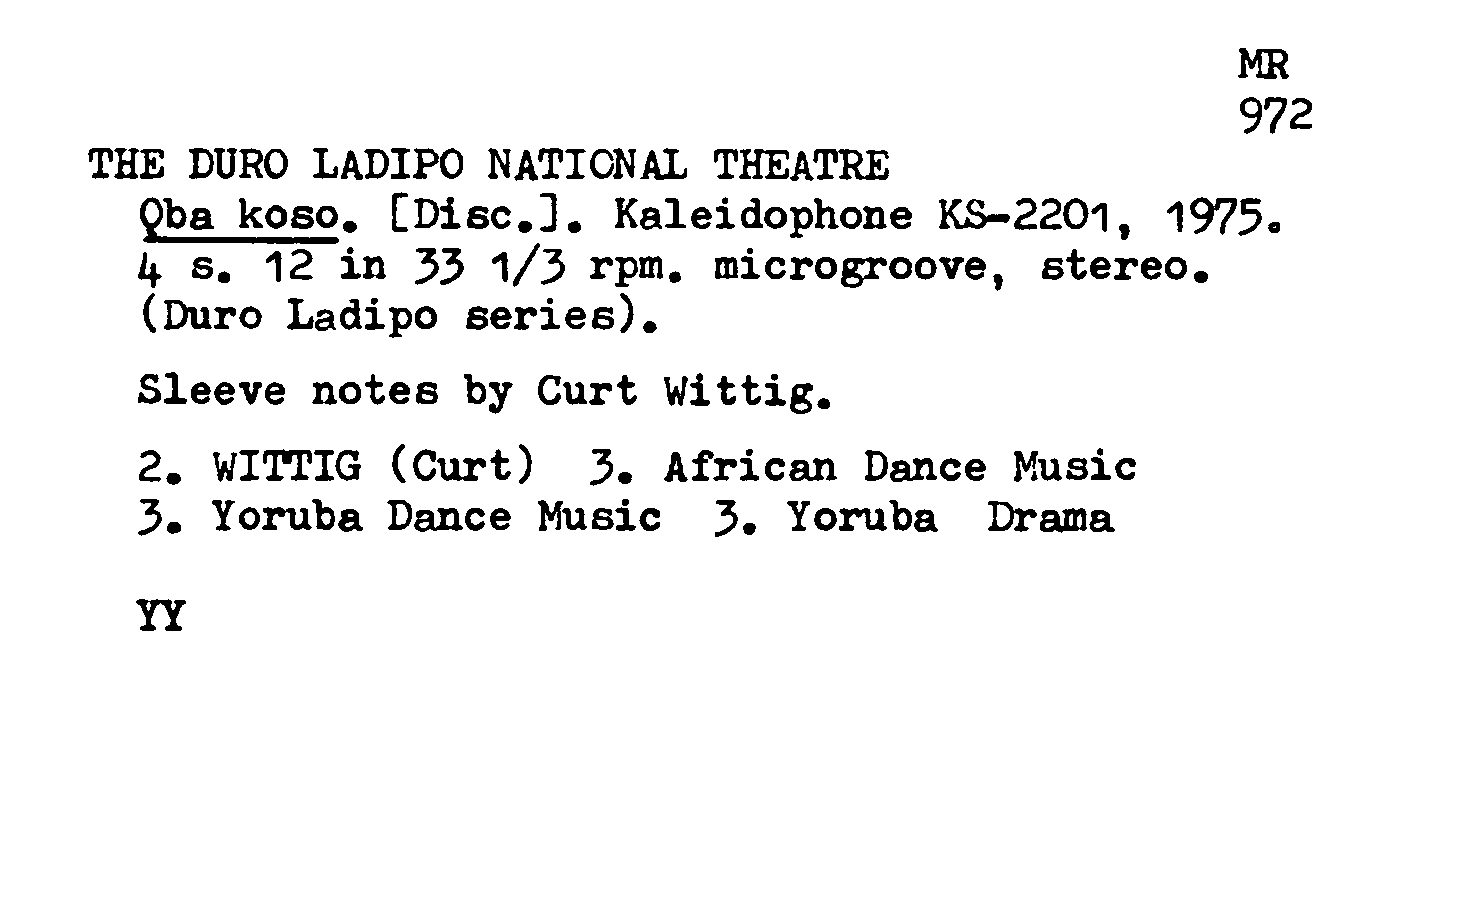 MR
972
THE DURO LADIPO NATIONAL THEATRE
Ọba koso. [Disc.]. Kaleidophone KS-2201, 1975.
4 s. 12 in 33 1/3 rpm. microgroove, stereo.
(Duro Ladipo series).
Sleeve notes by Curt Wittig.
2. WITTIG (Curt) 3. African Dance Music
3. Yoruba Dance Music 3. Yoruba Drama
YY